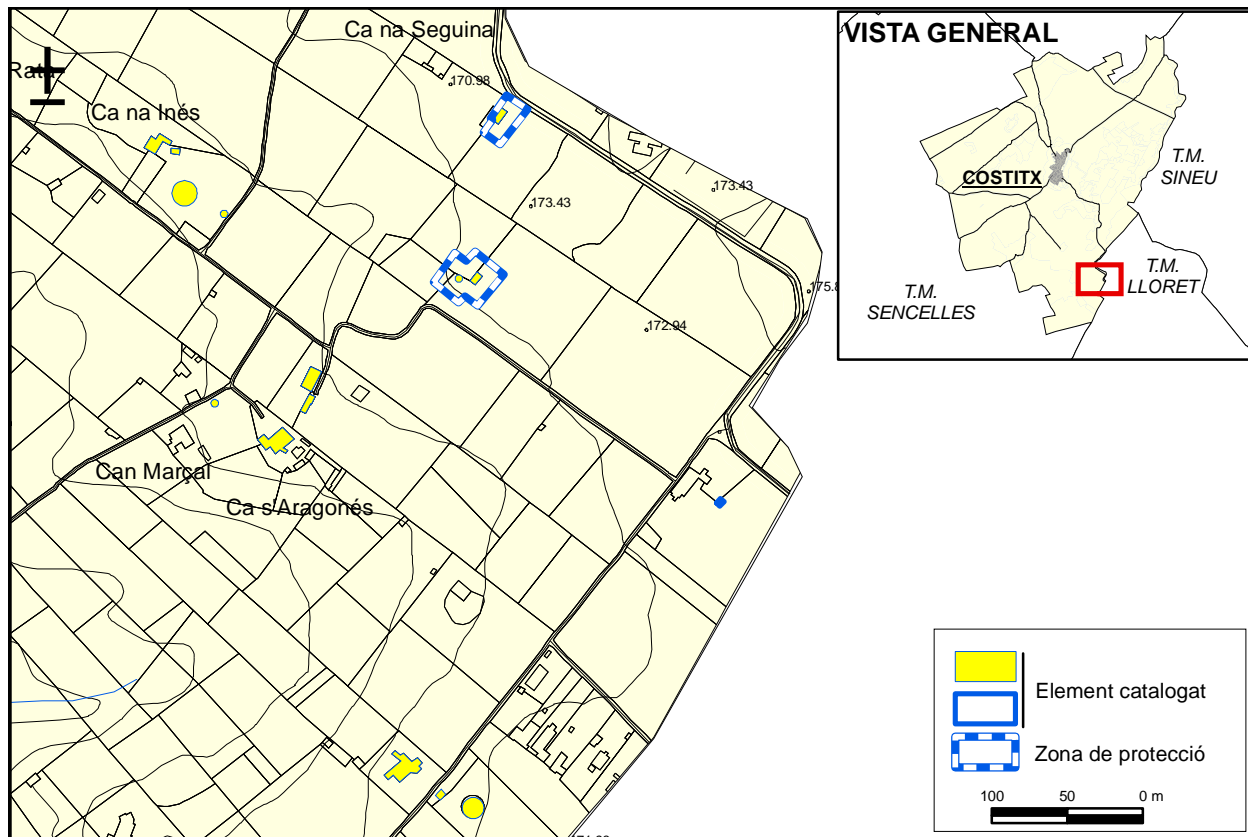 Ca na Seguina
170.98
Ca na Inés
173.43
173.43
172.94
Can Marçal
Ca s'Aragonés
VISTA GENERAL
COSTITX
T.M.
SINEU
T.M.
LLORET
T.M.
SENCELLES
Element catalogat
Zona de protecció
100 50 0 m